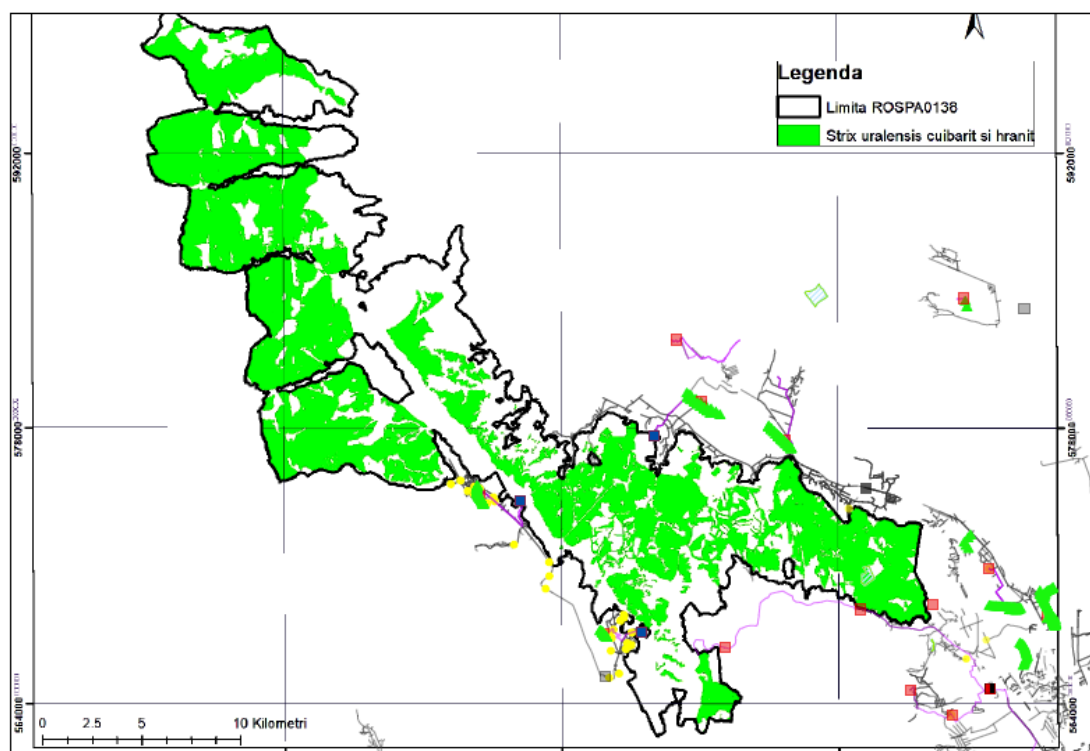 Legenda
Limita ROSPA0138
Strix uralensis cuibarit si hranit
592000
592000
578000
578000
564000
564000
0 2.5 5 10 Kilometri